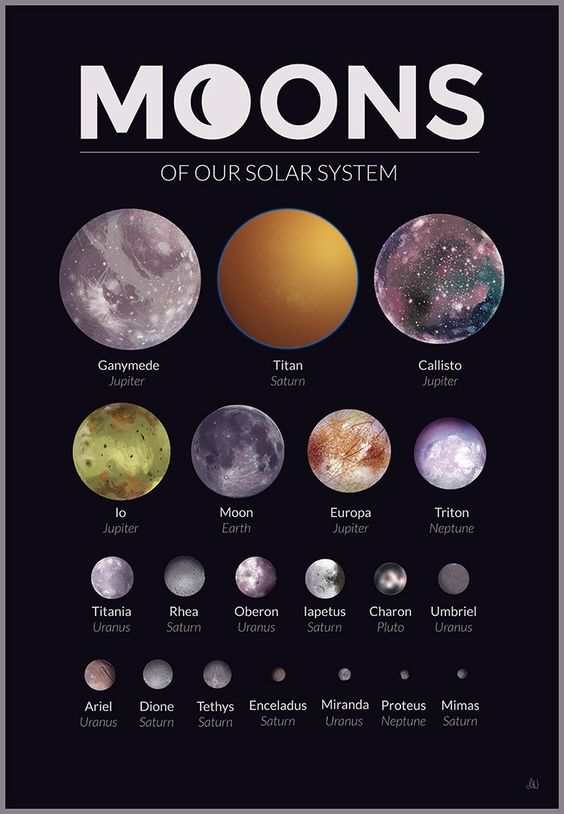 MOONS
OF OUR SOLAR SYSTEM
Ganymede
Jupiter
Titan
Saturn
Callisto
Jupiter
Io
Jupiter
Moon
Earth
Europa
Jupiter
Triton
Neptune
Titania
Uranus
Rhea
Saturn
Oberon
Uranus
Iapetus
Saturn
Charon
Pluto
Umbriel
Uranus
Ariel
Uranus
Dione
Saturn
Tethys
Saturn
Enceladus
Saturn
Miranda
Uranus
Proteus
Neptune
Mimas
Saturn